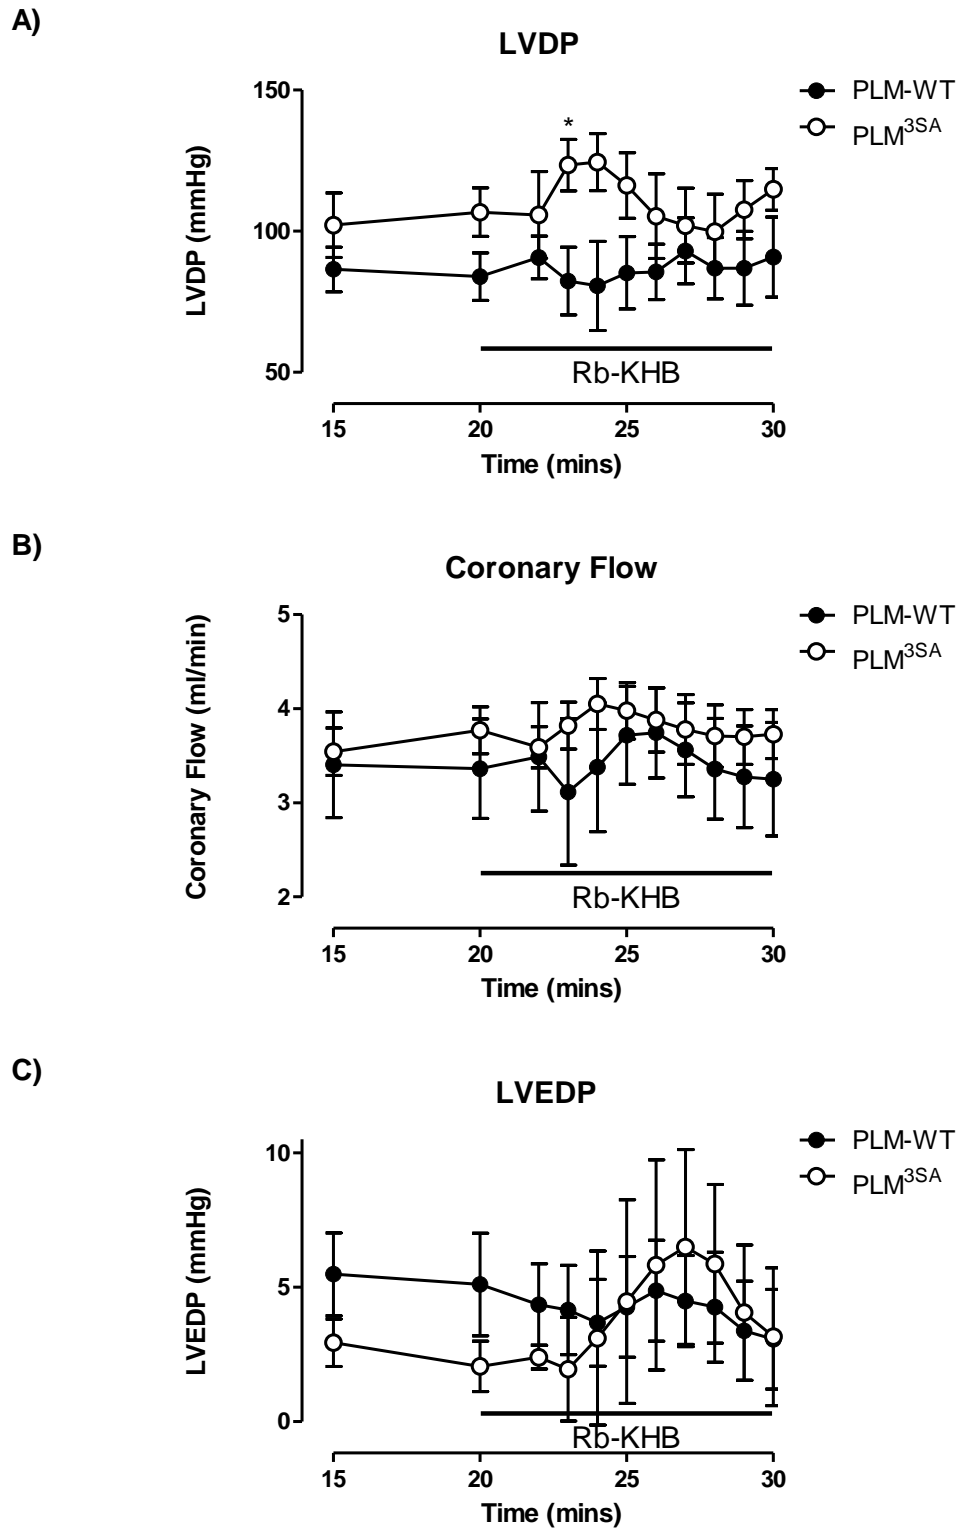 A)
LVDP
PLM-WT
PLM3SA
150
100
50
LVDP (mmHg)
*
Rb-KHB
15 20 25 30
Time (mins)
B)
Coronary Flow
PLM-WT
PLM3SA
5
4
3
2
Coronary Flow (ml/min)
Rb-KHB
15 20 25 30
Time (mins)
C)
LVEDP
PLM-WT
PLM3SA
10
5
0
LVEDP (mmHg)
Rb-KHB
15 20 25 30
Time (mins)